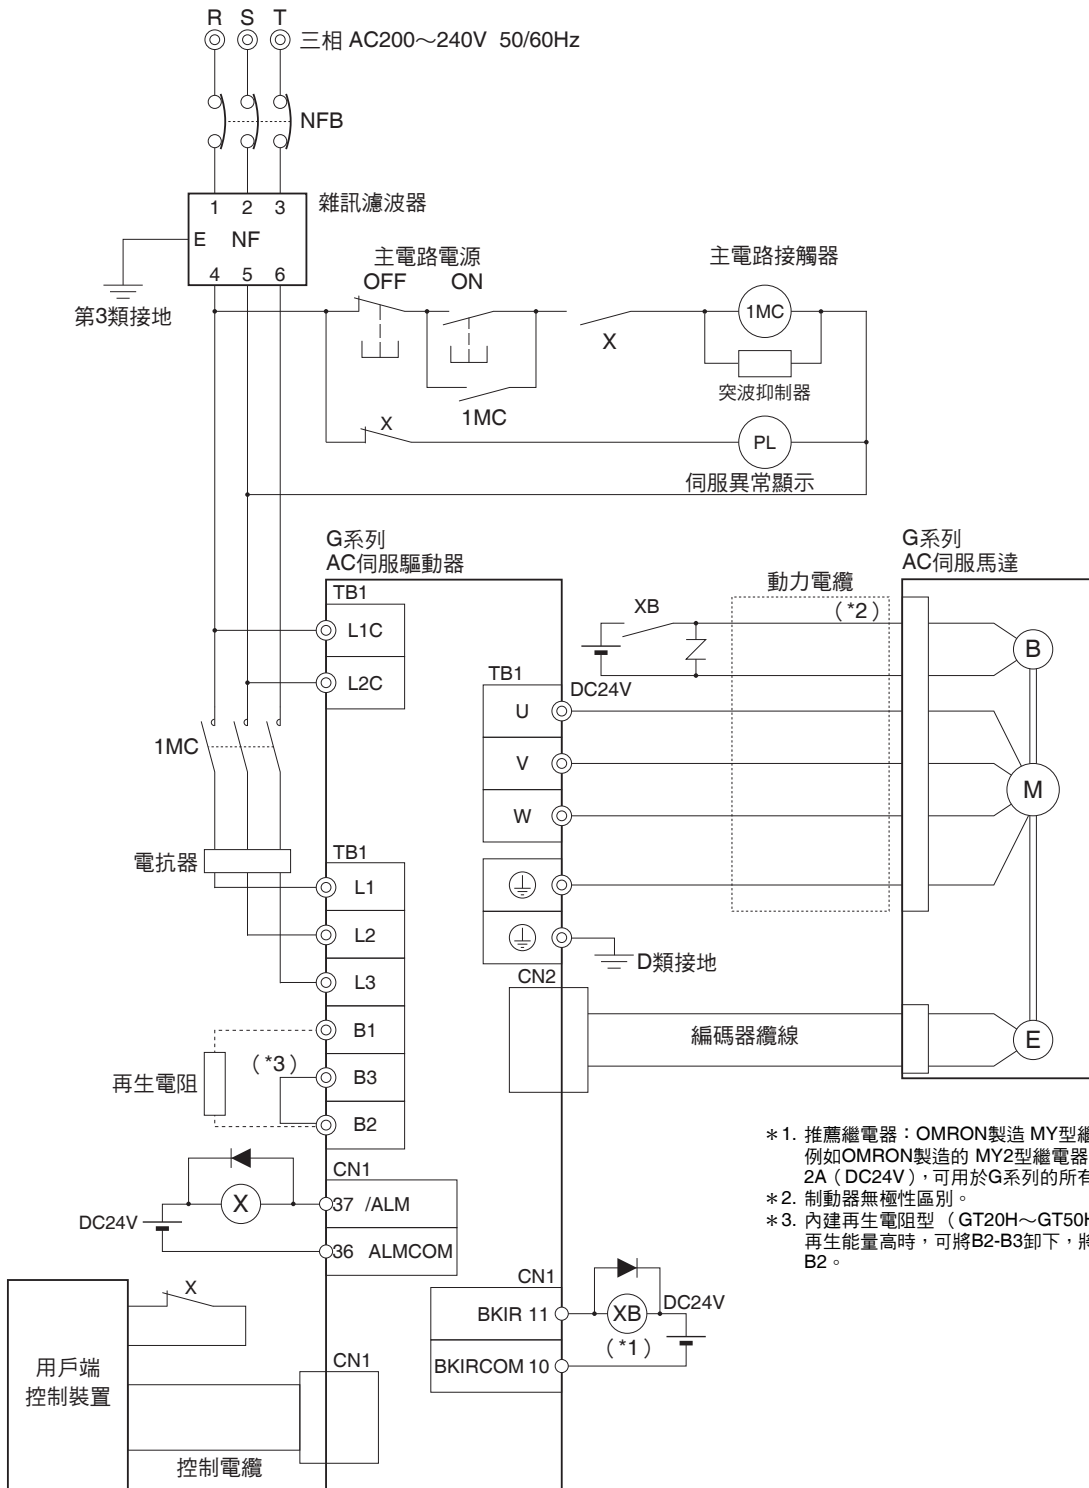 R S T
三相 AC200～240V 50/60Hz
NFB
雜訊濾波器
1 2 3
E NF
4 5 6
第3類接地
主電路電源
OFF ON
主電路接觸器
1MC
X
突波抑制器
1MC
X
PL
伺服異常顯示
G系列
AC伺服驅動器
G系列
AC伺服馬達
TB1
L1C
L2C
動力電纜
XB
（*2）
B
DC24V
TB1
U
V
W
M
1MC
電抗器
TB1
L1
L2
L3
D類接地
CN2
編碼器纜線
E
B1
（*3）
B3
再生電阻
B2
CN1
X
37 /ALM
DC24V
36 ALMCOM
＊1. 推薦繼電器：OMRON製造 MY型繼
例如OMRON製造的 MY2型繼電器
2A（DC24V），可用於G系列的所有
＊2. 制動器無極性區別。
＊3. 內建再生電阻型 （GT20H～GT50H
再生能量高時，可將B2-B3卸下，將
B2。
CN1
BKIR 11
XB
DC24V
（*1）
BKIRCOM 10
X
用戶端
控制裝置
CN1
控制電纜